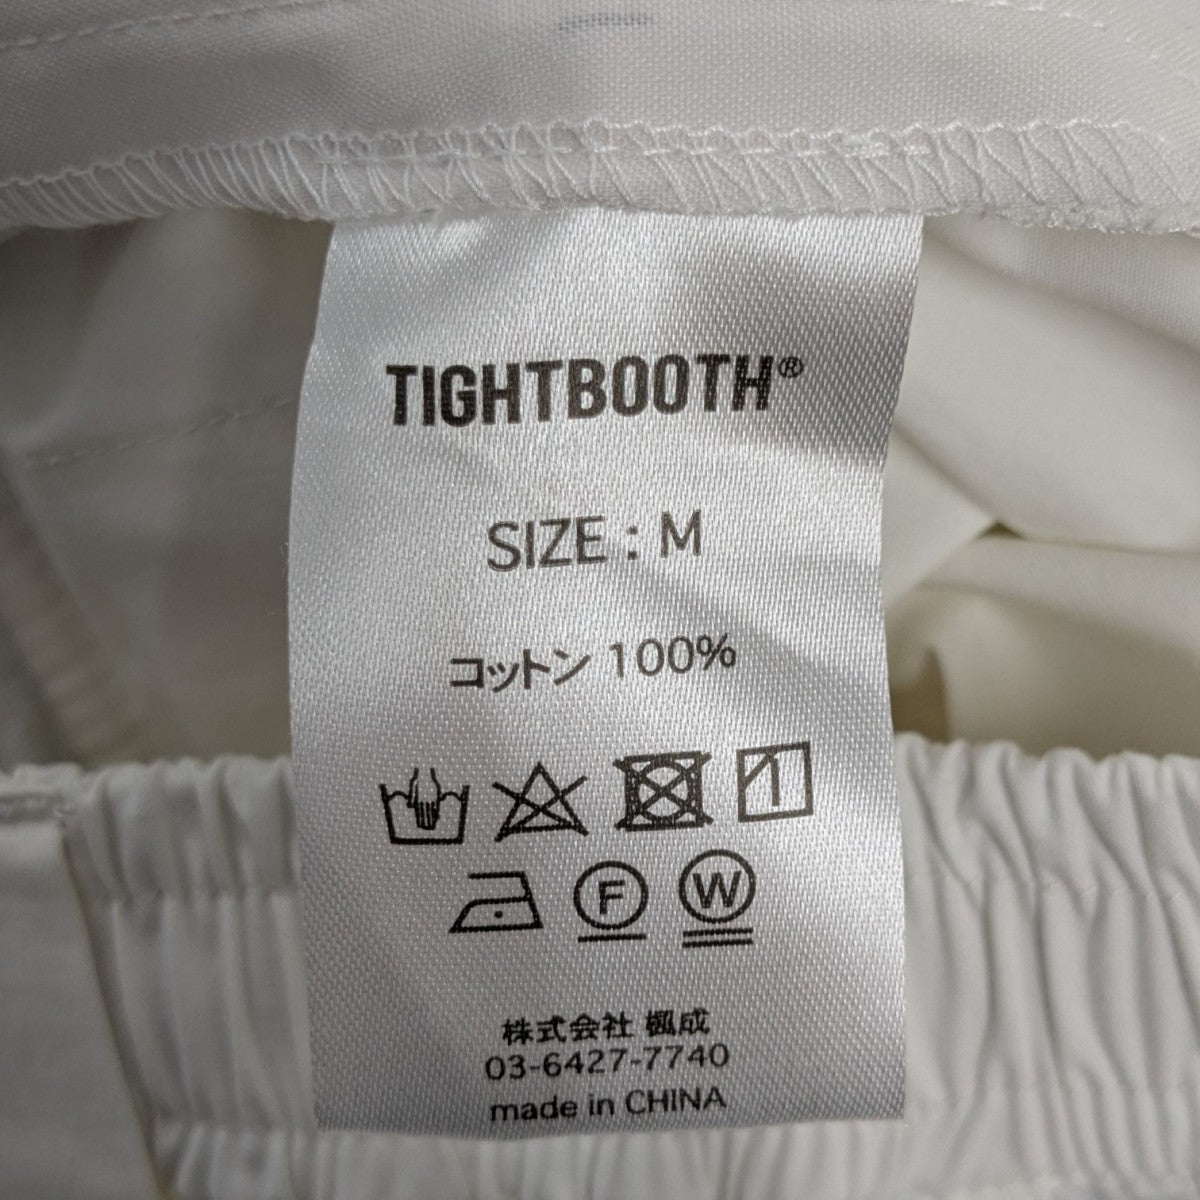 TIGHTBOOTH®
SIZE : M
コットン 100%
F W
株式会社 楓成
03-6427-7740
made in CHINA